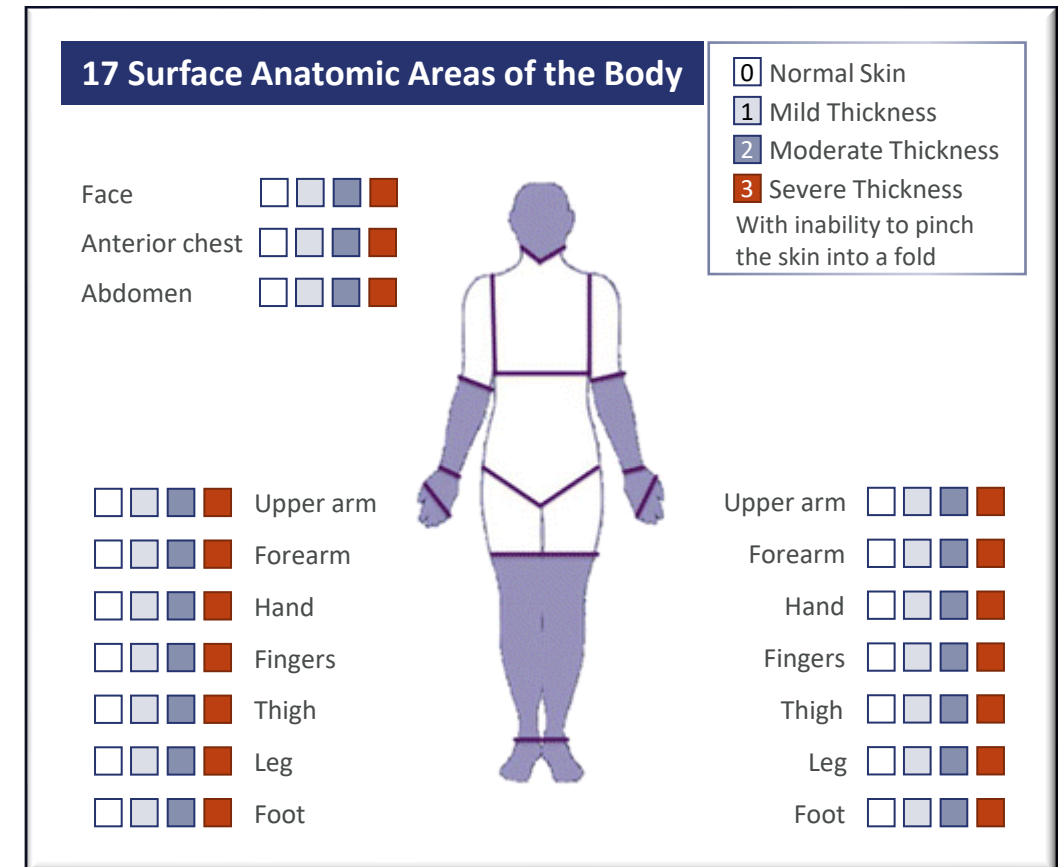 17 Surface Anatomic Areas of the Body
0 Normal Skin
1 Mild Thickness
2 Moderate Thickness
3 Severe Thickness
With inability to pinch
the skin into a fold
Face
Anterior chest
Abdomen
Upper arm
Forearm
Hand
Fingers
Thigh
Leg
Foot
Upper arm
Forearm
Hand
Fingers
Thigh
Leg
Foot